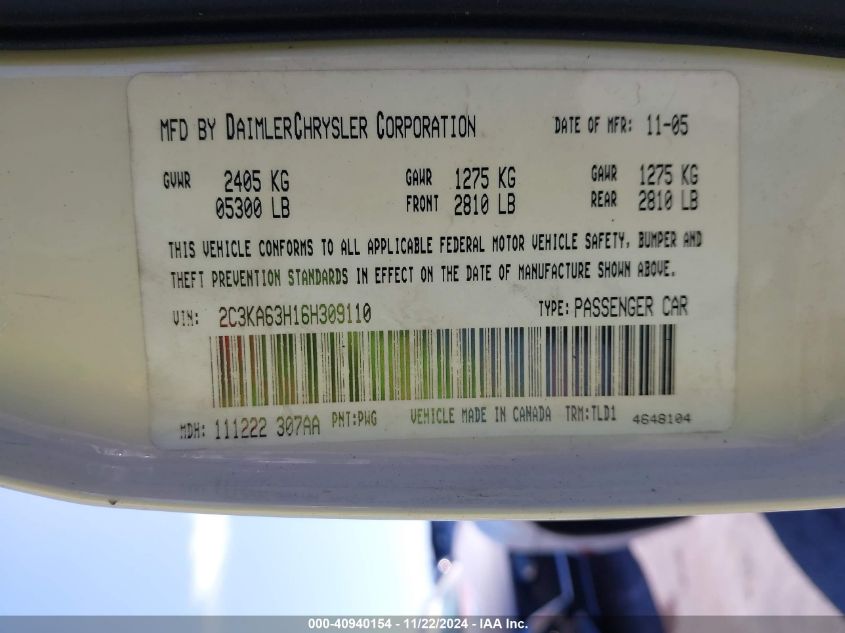 MFD BY DAIMLERCHRYSLER CORPORATION DATE OF MFR: 11-05
GVWR 2405 KG GAWR 1275 KG GAWR 1275 KG
05300 LB FRONT 2810 LB REAR 2810 LB
THIS VEHICLE CONFORMS TO ALL APPLICABLE FEDERAL MOTOR VEHICLE SAFETY, BUMPER AND
THEFT PREVENTION STANDARDS IN EFFECT ON THE DATE OF MANUFACTURE SHOWN ABOVE.
VIN: 2C3KA63H16H309110 TYPE: PASSENGER CAR
MDH: 111222 307AA PNT:PWG VEHICLE MADE IN CANADA TRM:TLD1 4648104
000-40940154 - 11/22/2024 - IAA Inc.